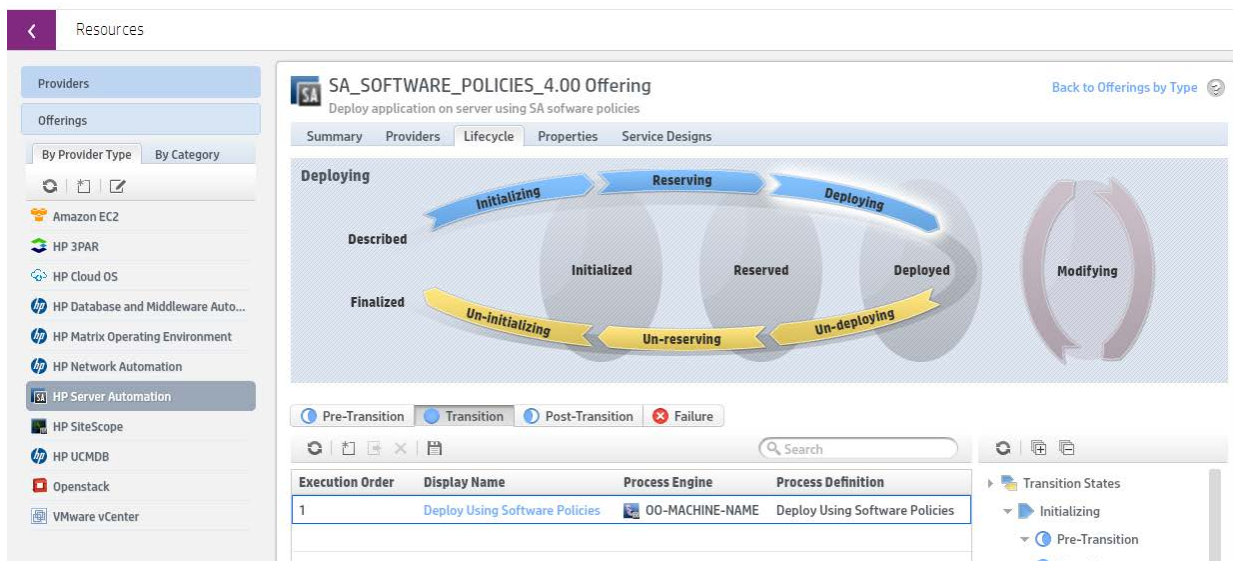 Resources
Providers
Offerings
By Provider Type By Category
Amazon EC2
HP 3PAR
HP Cloud OS
HP Database and Middleware Auto...
HP Matrix Operating Environment
HP Network Automation
SA HP Server Automation
HP SiteScope
HP UCMDB
Openstack
VMware vCenter
SA SA_SOFTWARE_POLICIES_4.00 Offering
Deploy application on server using SA sofware policies
Back to Offerings by Type
Summary Providers Lifecycle Properties Service Designs
Deploying
Initializing Reserving Deploying
Described
Initialized Reserved Deployed Modifying
Finalized
Un-initializing Un-reserving Un-deploying
Pre-Transition Transition Post-Transition Failure
Search
Execution Order Display Name Process Engine Process Definition
1 Deploy Using Software Policies OO-MACHINE-NAME Deploy Using Software Policies
Transition States
Initializing
Pre-Transition